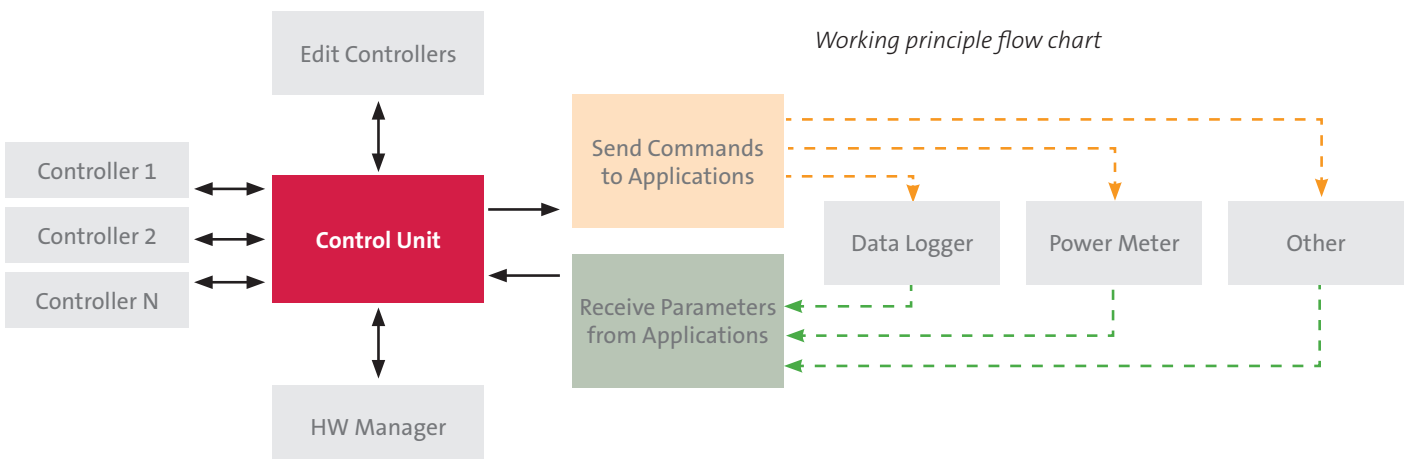 Working principle flow chart
Edit Controllers
Controller 1
Controller 2
Controller N
Control Unit
HW Manager
Send Commands
to Applications
Receive Parameters
from Applications
Data Logger
Power Meter
Other